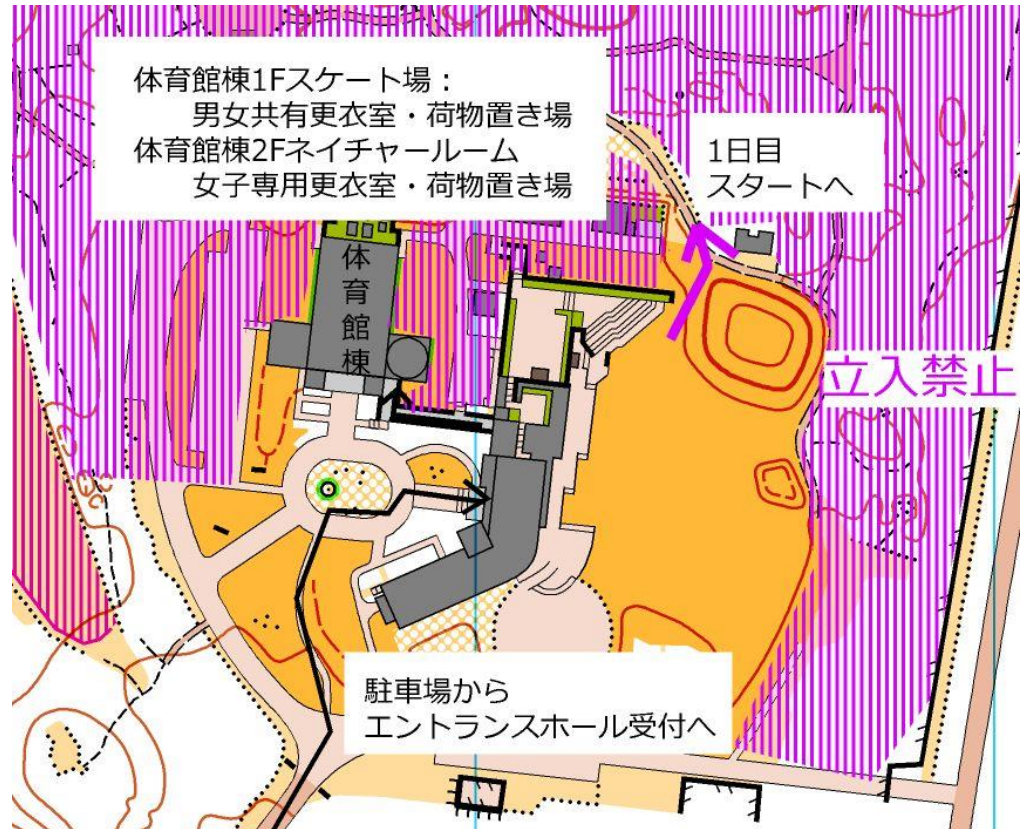 体育館棟1Fスケート場：
男女共有更衣室・荷物置き場
体育館棟2Fネイチャールーム
女子専用更衣室・荷物置き場
1日目
スタートへ
体育館棟
立入禁止
駐車場から
エントランスホール受付へ